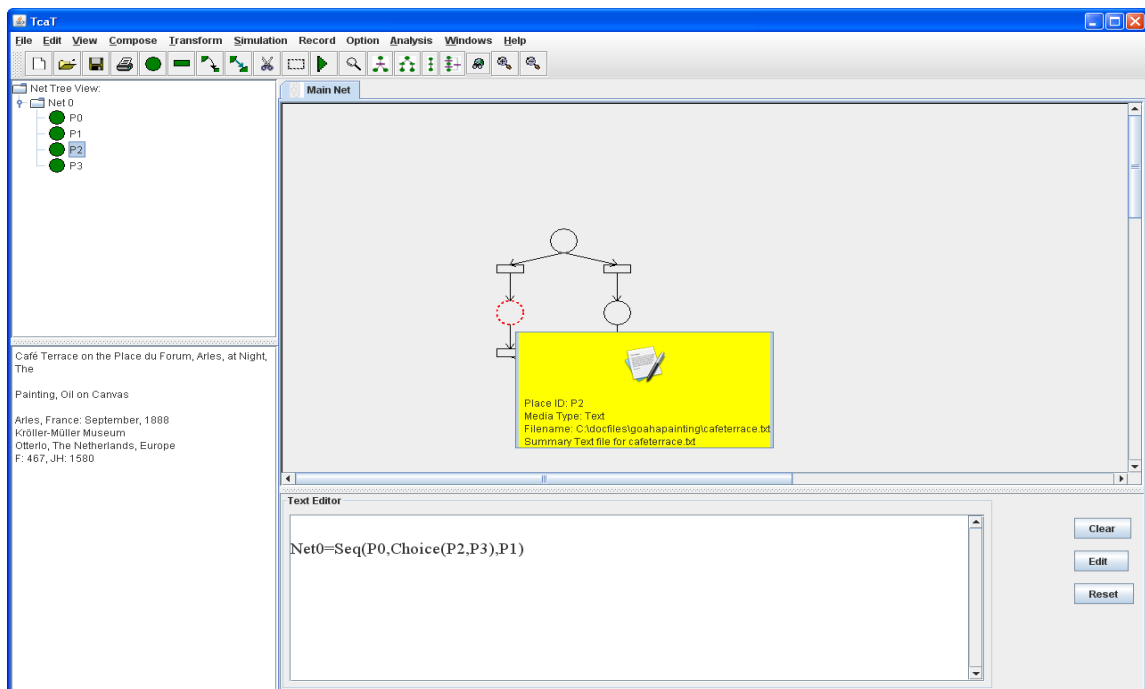 TcaT
File Edit View Compose Transform Simulation Record Option Analysis Windows Help
Net Tree View:
Net 0
P0
P1
P2
P3
Café Terrace on the Place du Forum, Arles, at Night,
The
Painting, Oil on Canvas
Arles, France: September, 1888
Kröller-Müller Museum
Otterlo, The Netherlands, Europe
F: 467, JH: 1580
Main Net
Place ID: P2
Media Type: Text
Filename: C:\docfiles\goahapainting\cafeterrace.txt
Summary Text file for cafeterrace.txt
Text Editor
Net0=Seq(P0,Choice(P2,P3),P1)
Clear
Edit
Reset